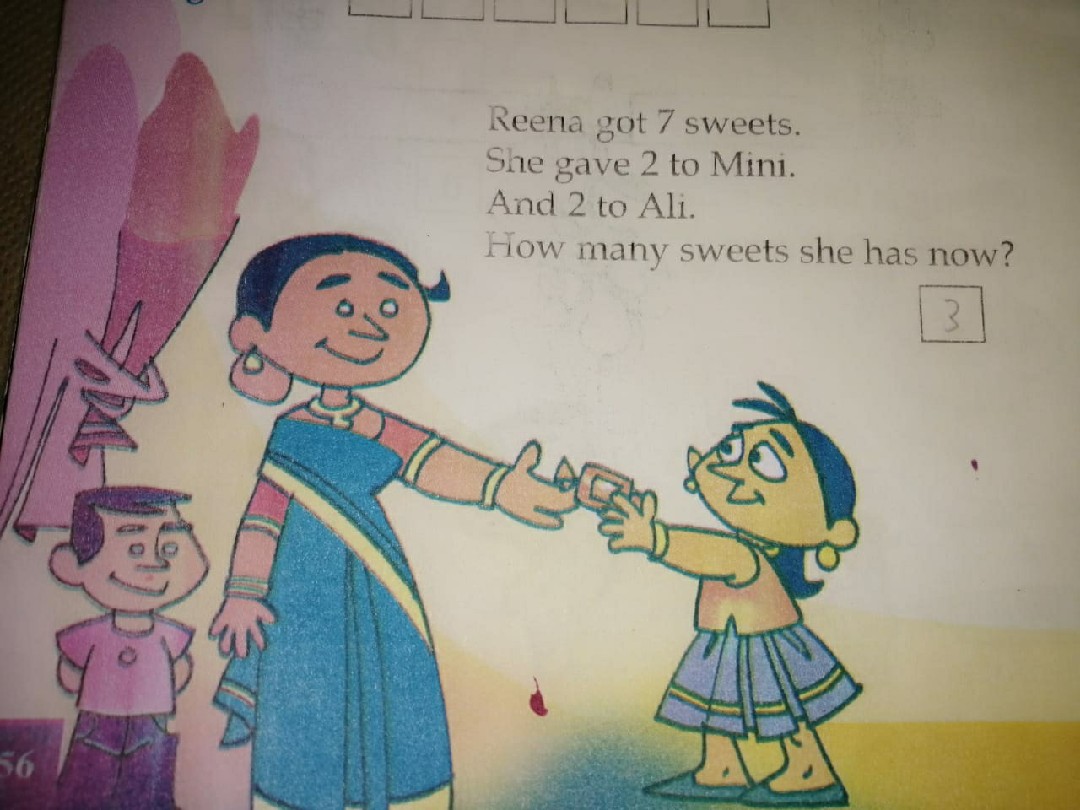 Reena got 7 sweets.
She gave 2 to Mini.
And 2 to Ali.
How many sweets she has now?
3
56